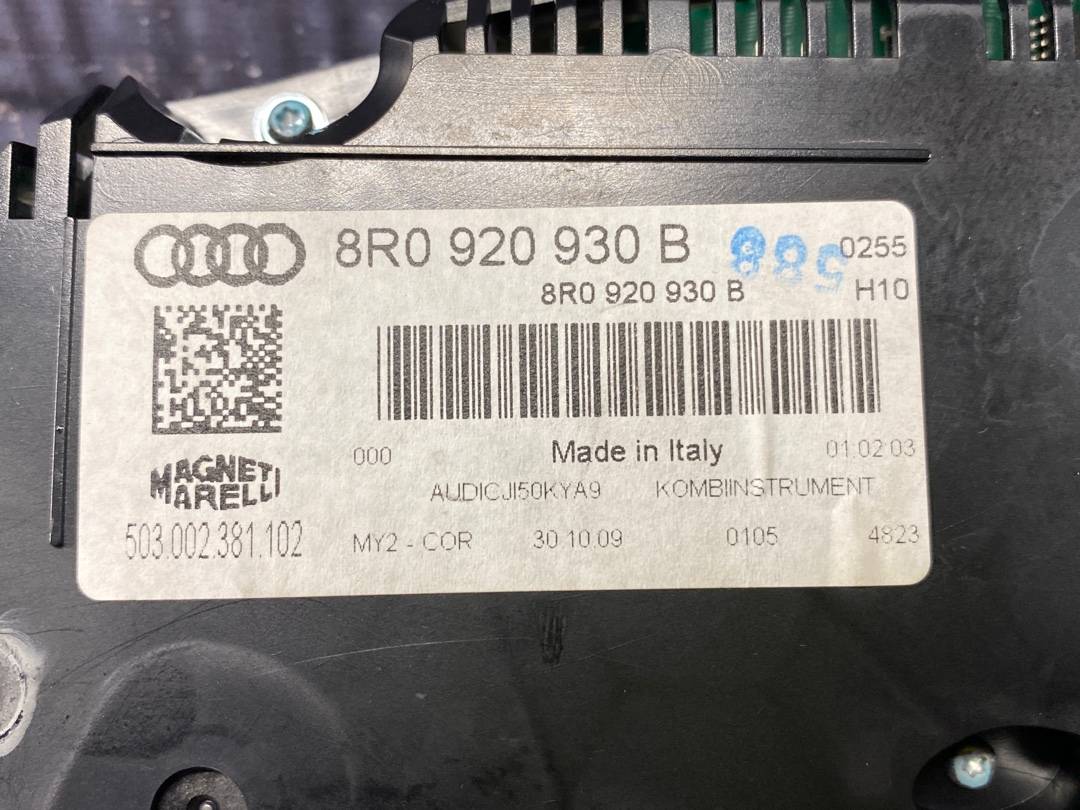 8R0 920 930 B 588 0255
8R0 920 930 B H10
000 Made in Italy 01.02 03
MAGNETI
MARELLI
AUDICJI50KYA9 KOMBIINSTRUMENT
503.002.381.102 MY2 - COR 30 10.09 0105 4823